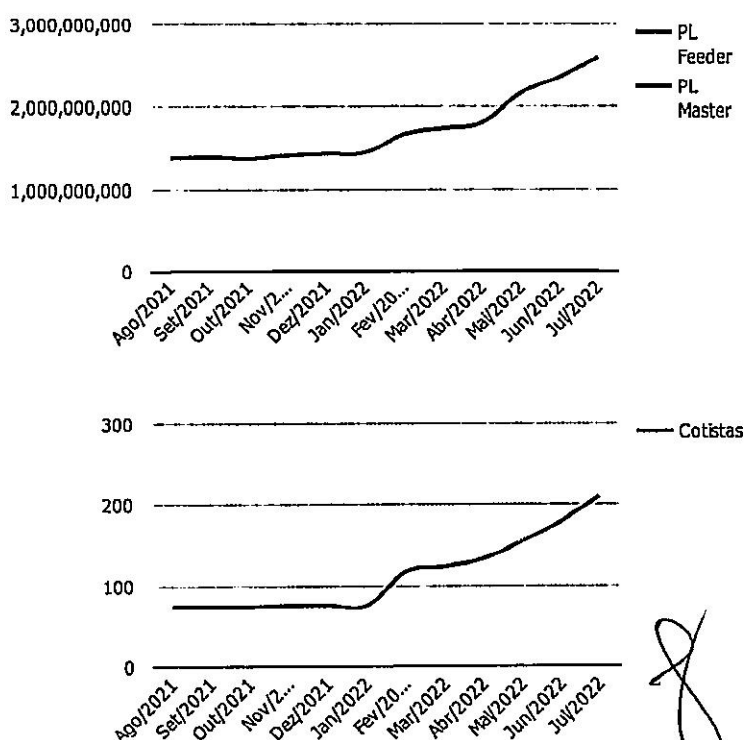 3,000,000,000
2,000,000,000
1,000,000,000
0
PL
Feeder
PL
Master
Ago/2021
Set/2021
Out/2021
Nov/2...
Dez/2021
Jan/2022
Fev/20...
Mar/2022
Abr/2022
Mai/2022
Jun/2022
Jul/2022
300
200
100
0
Cotistas
Ago/2021
Set/2021
Out/2021
Nov/2...
Dez/2021
Jan/2022
Fev/20...
Mar/2022
Abr/2022
Mai/2022
Jun/2022
Jul/2022